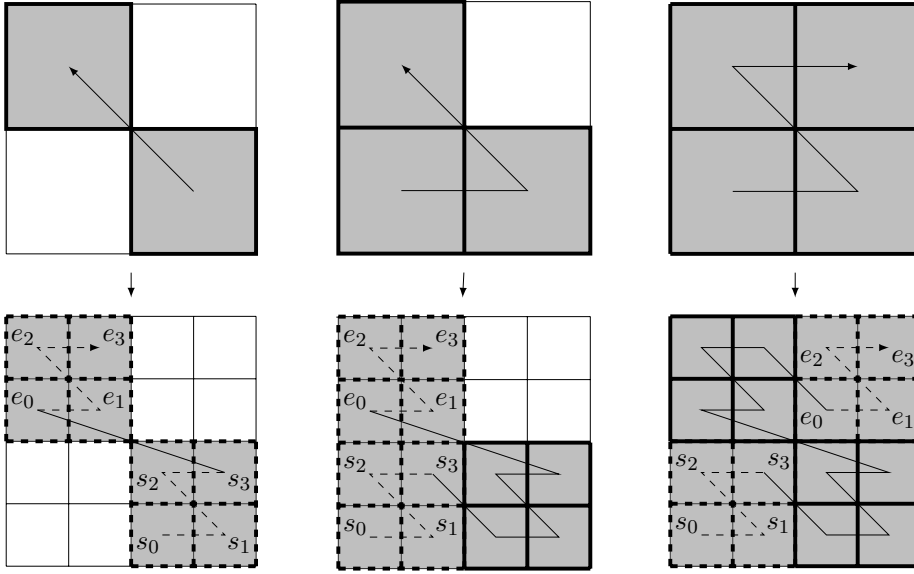 e₂ e₃ e₂ e₃ e₂ e₃
e₀ e₁ e₀ e₁ e₀ e₁
s₂ s₃ s₂ s₃ s₂ s₃
s₀ s₁ s₀ s₁ s₀ s₁